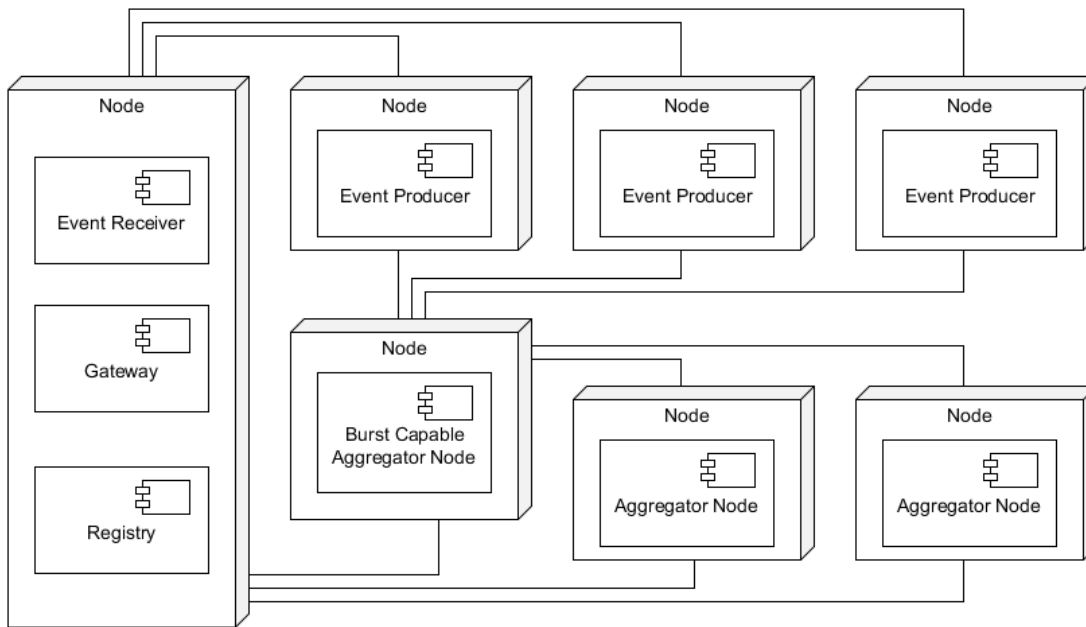 Node
Event Receiver
Gateway
Registry
Node
Event Producer
Node
Event Producer
Node
Event Producer
Node
Burst Capable
Aggregator Node
Node
Aggregator Node
Node
Aggregator Node